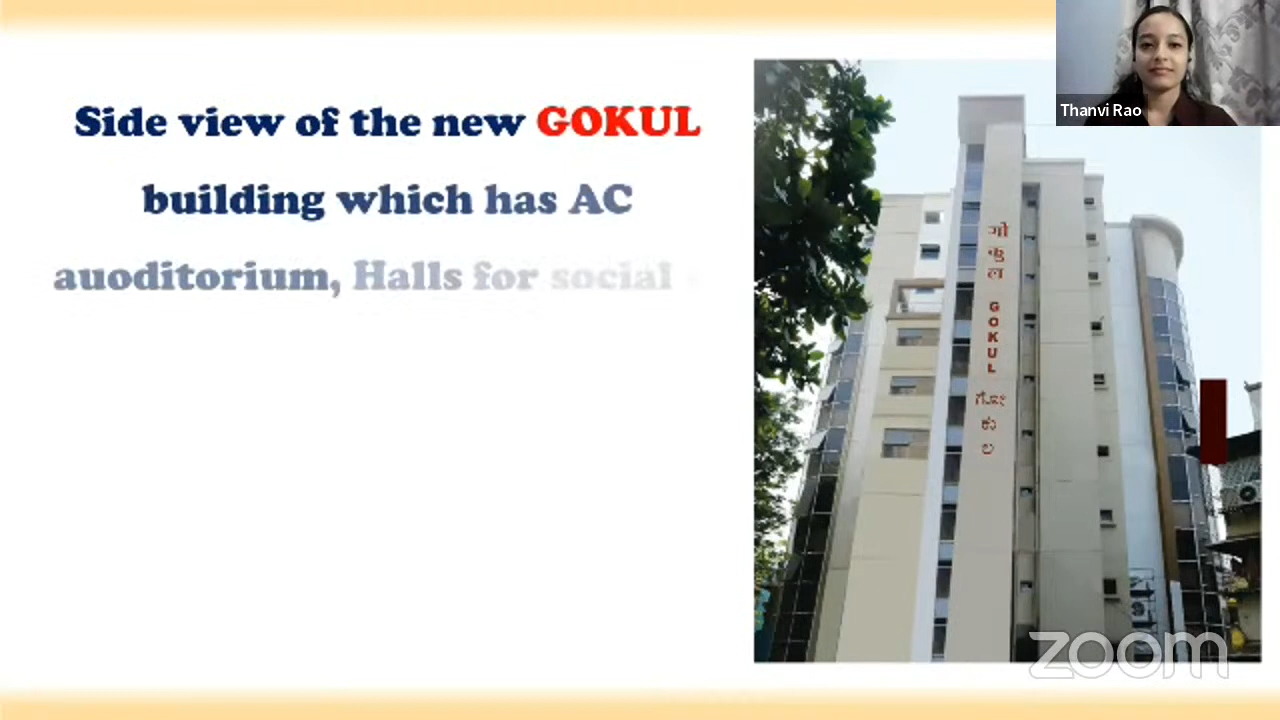 Side view of the new GOKUL
building which has AC
auoditorium, Halls for social
Thanvi Rao
गो
कु
ल
GOKUL
ಗೋ
ಕು
ಲ
zoom